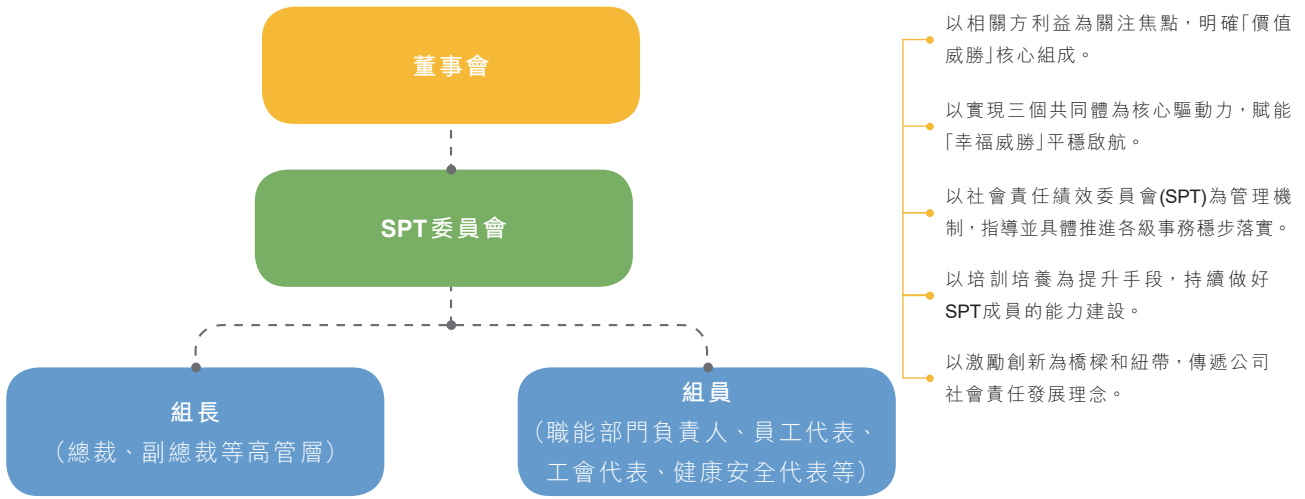 董事會
SPT委員會
組長
（總裁、副總裁等高管層）
組員
（職能部門負責人、員工代表、
工會代表、健康安全代表等）
以相關方利益為關注焦點，明確「價值
威勝」核心組成。
以實現三個共同體為核心驅動力，賦能
「幸福威勝」平穩啟航。
以社會責任績效委員會(SPT)為管理機
制，指導並具體推進各級事務穩步落實。
以培訓培養為提升手段，持續做好
SPT成員的能力建設。
以激勵創新為橋樑和紐帶，傳遞公司
社會責任發展理念。